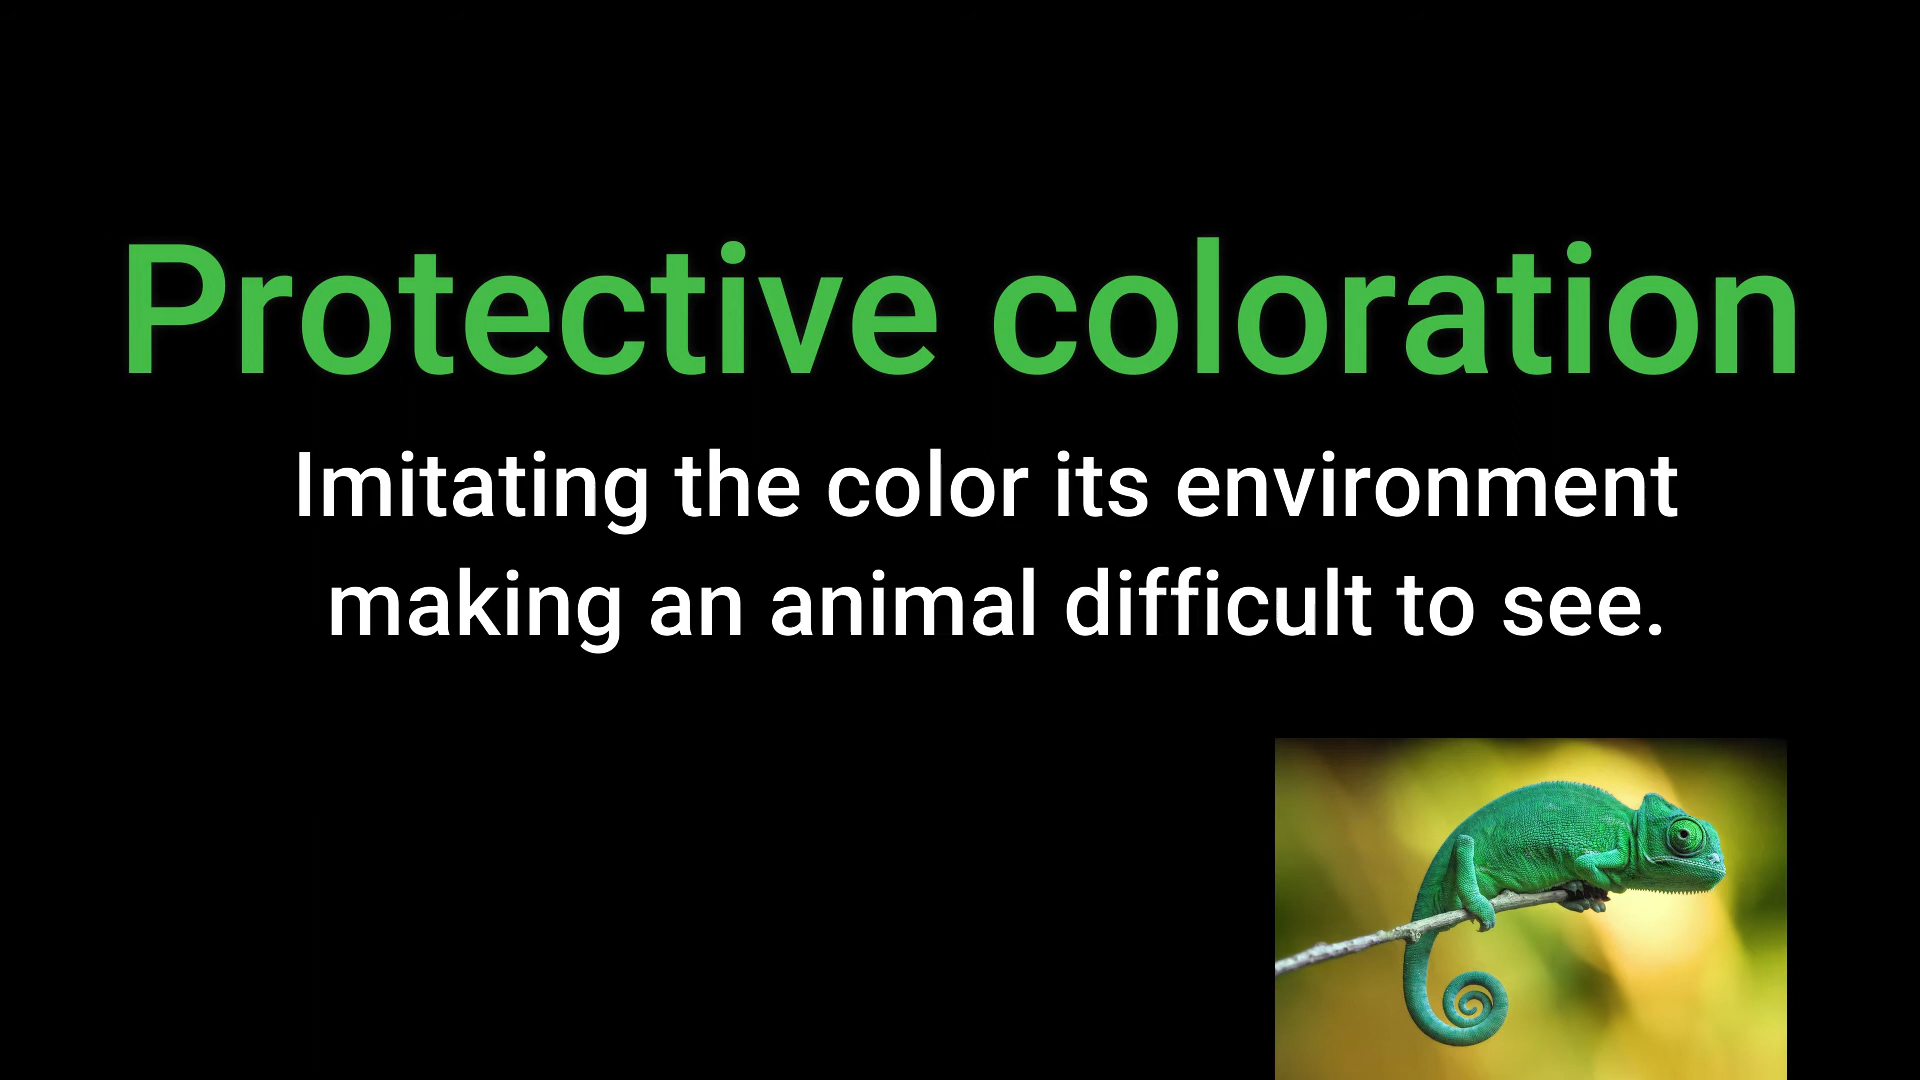 Protective coloration
Imitating the color its environment
making an animal difficult to see.